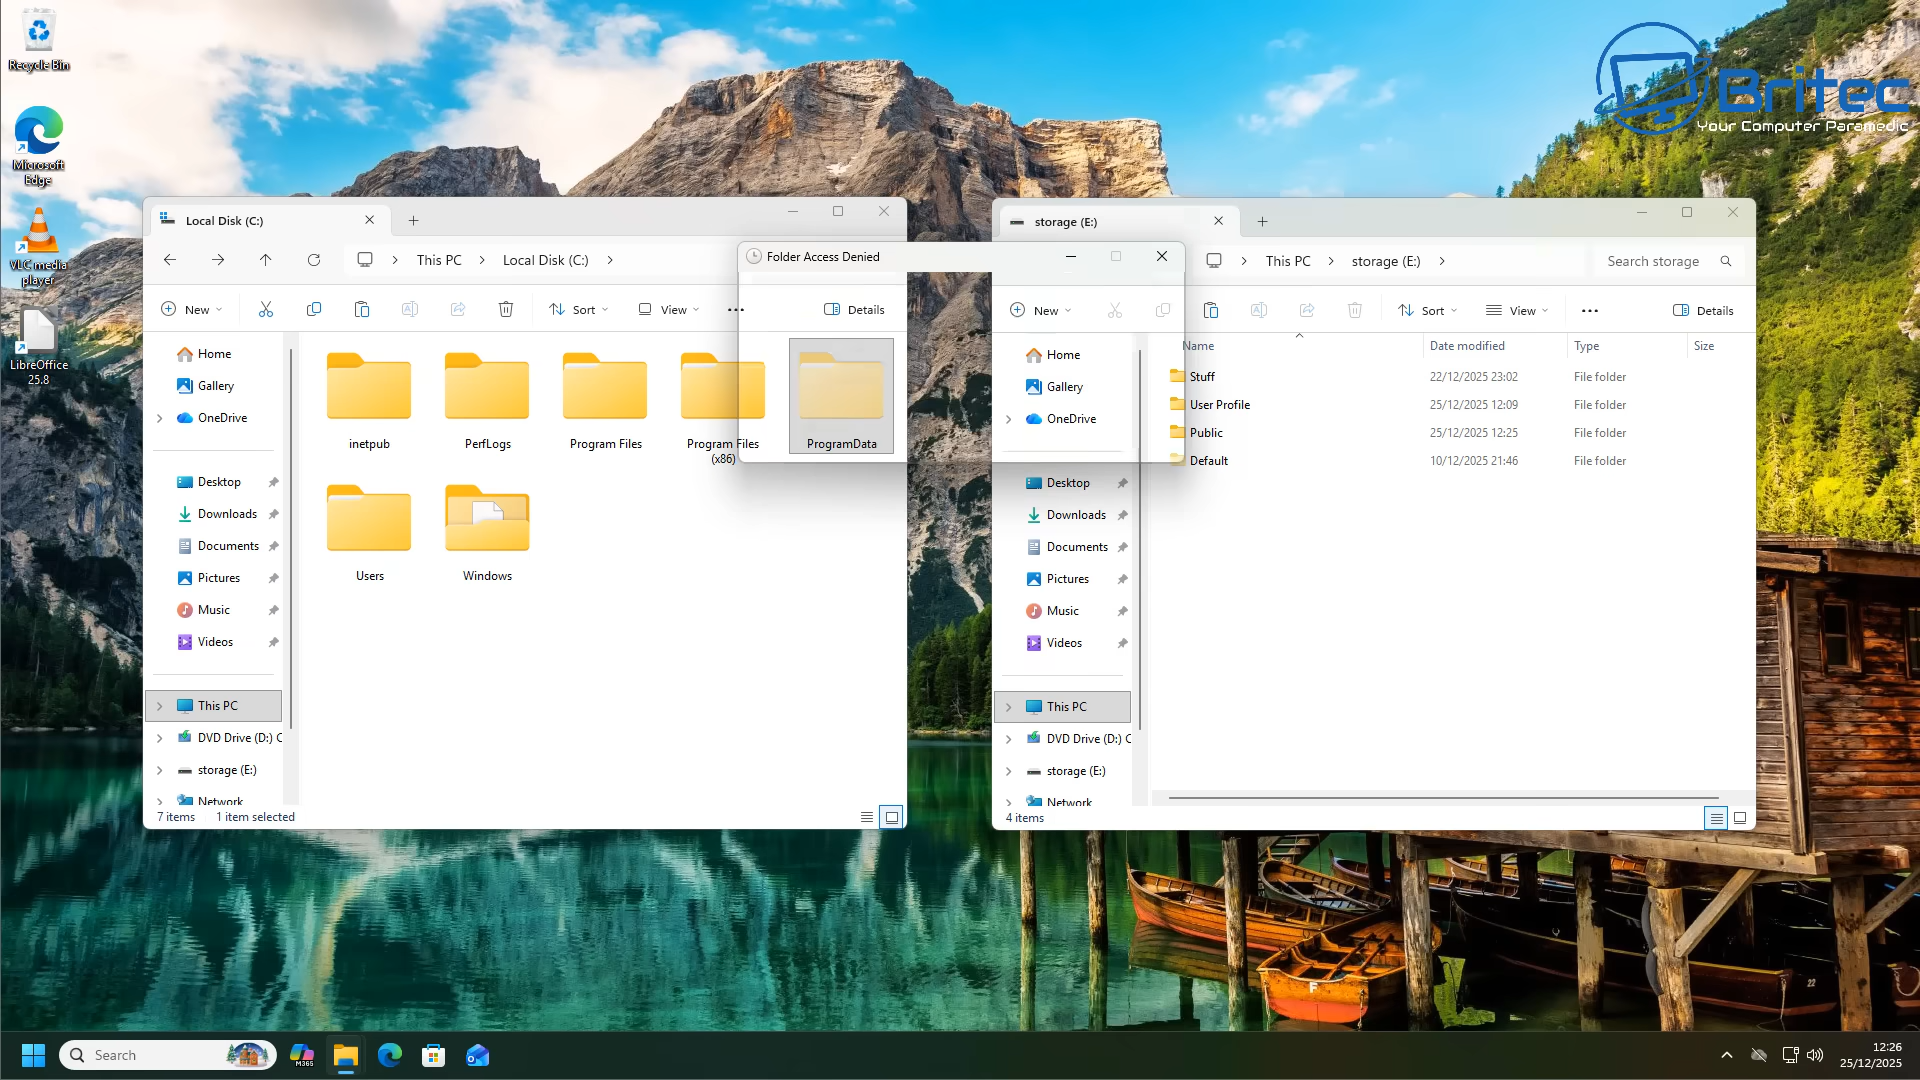 Recycle Bin
Microsoft
Edge
VLC media
player
LibreOffice
25.8
Britec
Your Computer Paramedic
Local Disk (C:)
This PC
Local Disk (C:)
New
Sort
View
Details
Home
Gallery
OneDrive
Desktop
Downloads
Documents
Pictures
Music
Videos
This PC
DVD Drive (D:) C
storage (E:)
Network
inetpub
PerfLogs
Program Files
Program Files
(x86)
ProgramData
Users
Windows
7 items
1 item selected
Folder Access Denied
storage (E:)
This PC
storage (E:)
Search storage
New
Sort
View
Details
Home
Gallery
OneDrive
Desktop
Downloads
Documents
Pictures
Music
Videos
This PC
DVD Drive (D:) C
storage (E:)
Network
Name Date modified Type Size
Stuff 22/12/2025 23:02 File folder
User Profile 25/12/2025 12:09 File folder
Public 25/12/2025 12:25 File folder
Default 10/12/2025 21:46 File folder
4 items
F
22
Search
M365
12:26
25/12/2025